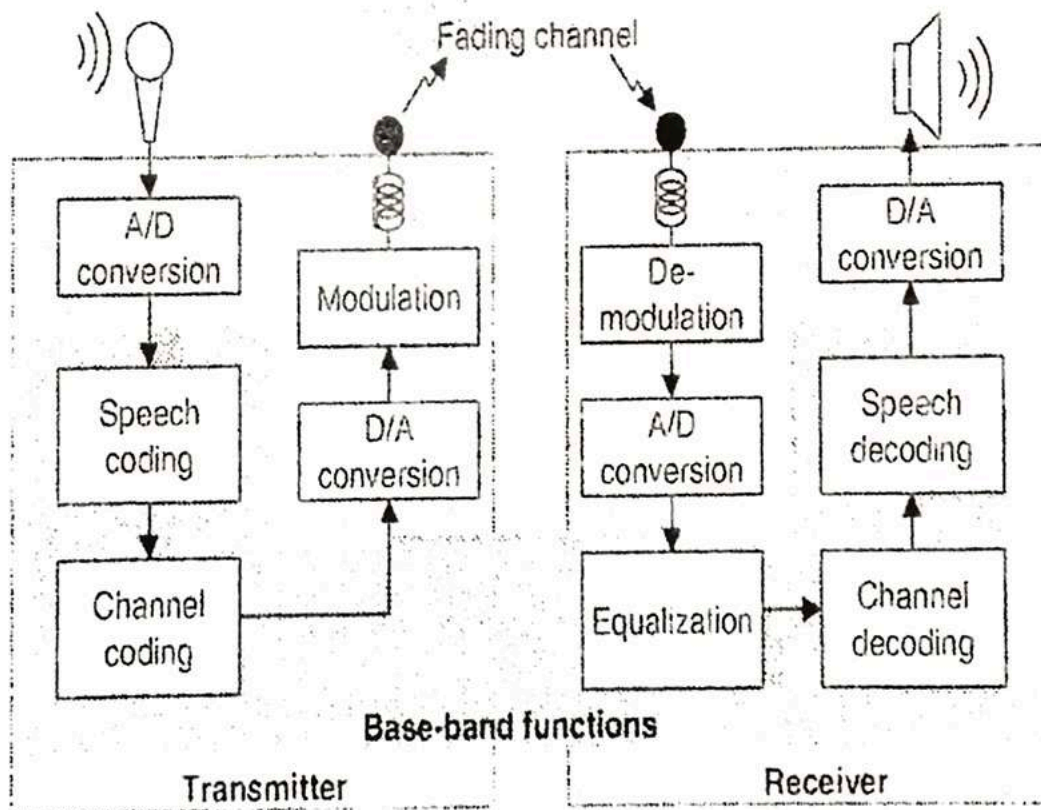 Fading channel
A/D
conversion
Speech
coding
Channel
coding
D/A
conversion
Modulation
De-
modulation
A/D
conversion
Equalization
Channel
decoding
Speech
decoding
D/A
conversion
Base-band functions
Transmitter
Receiver